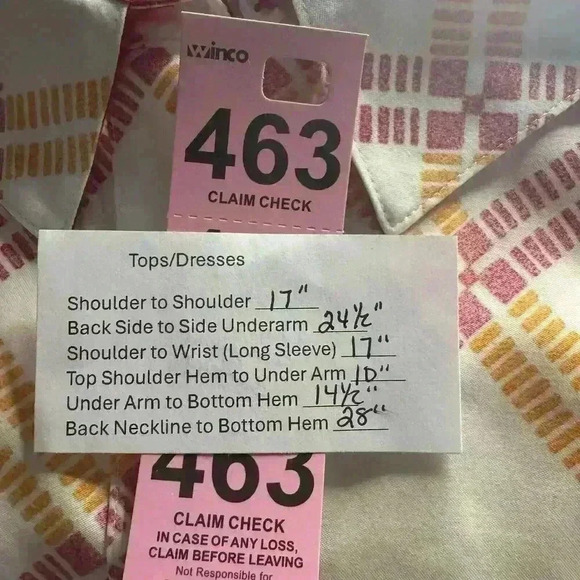 Winco
463
CLAIM CHECK
Tops/Dresses
Shoulder to Shoulder 17"
Back Side to Side Underarm 24½"
Shoulder to Wrist (Long Sleeve) 17"
Top Shoulder Hem to Under Arm 10"
Under Arm to Bottom Hem 14½"
Back Neckline to Bottom Hem 28"
463
CLAIM CHECK
IN CASE OF ANY LOSS,
CLAIM BEFORE LEAVING
Not Responsible for